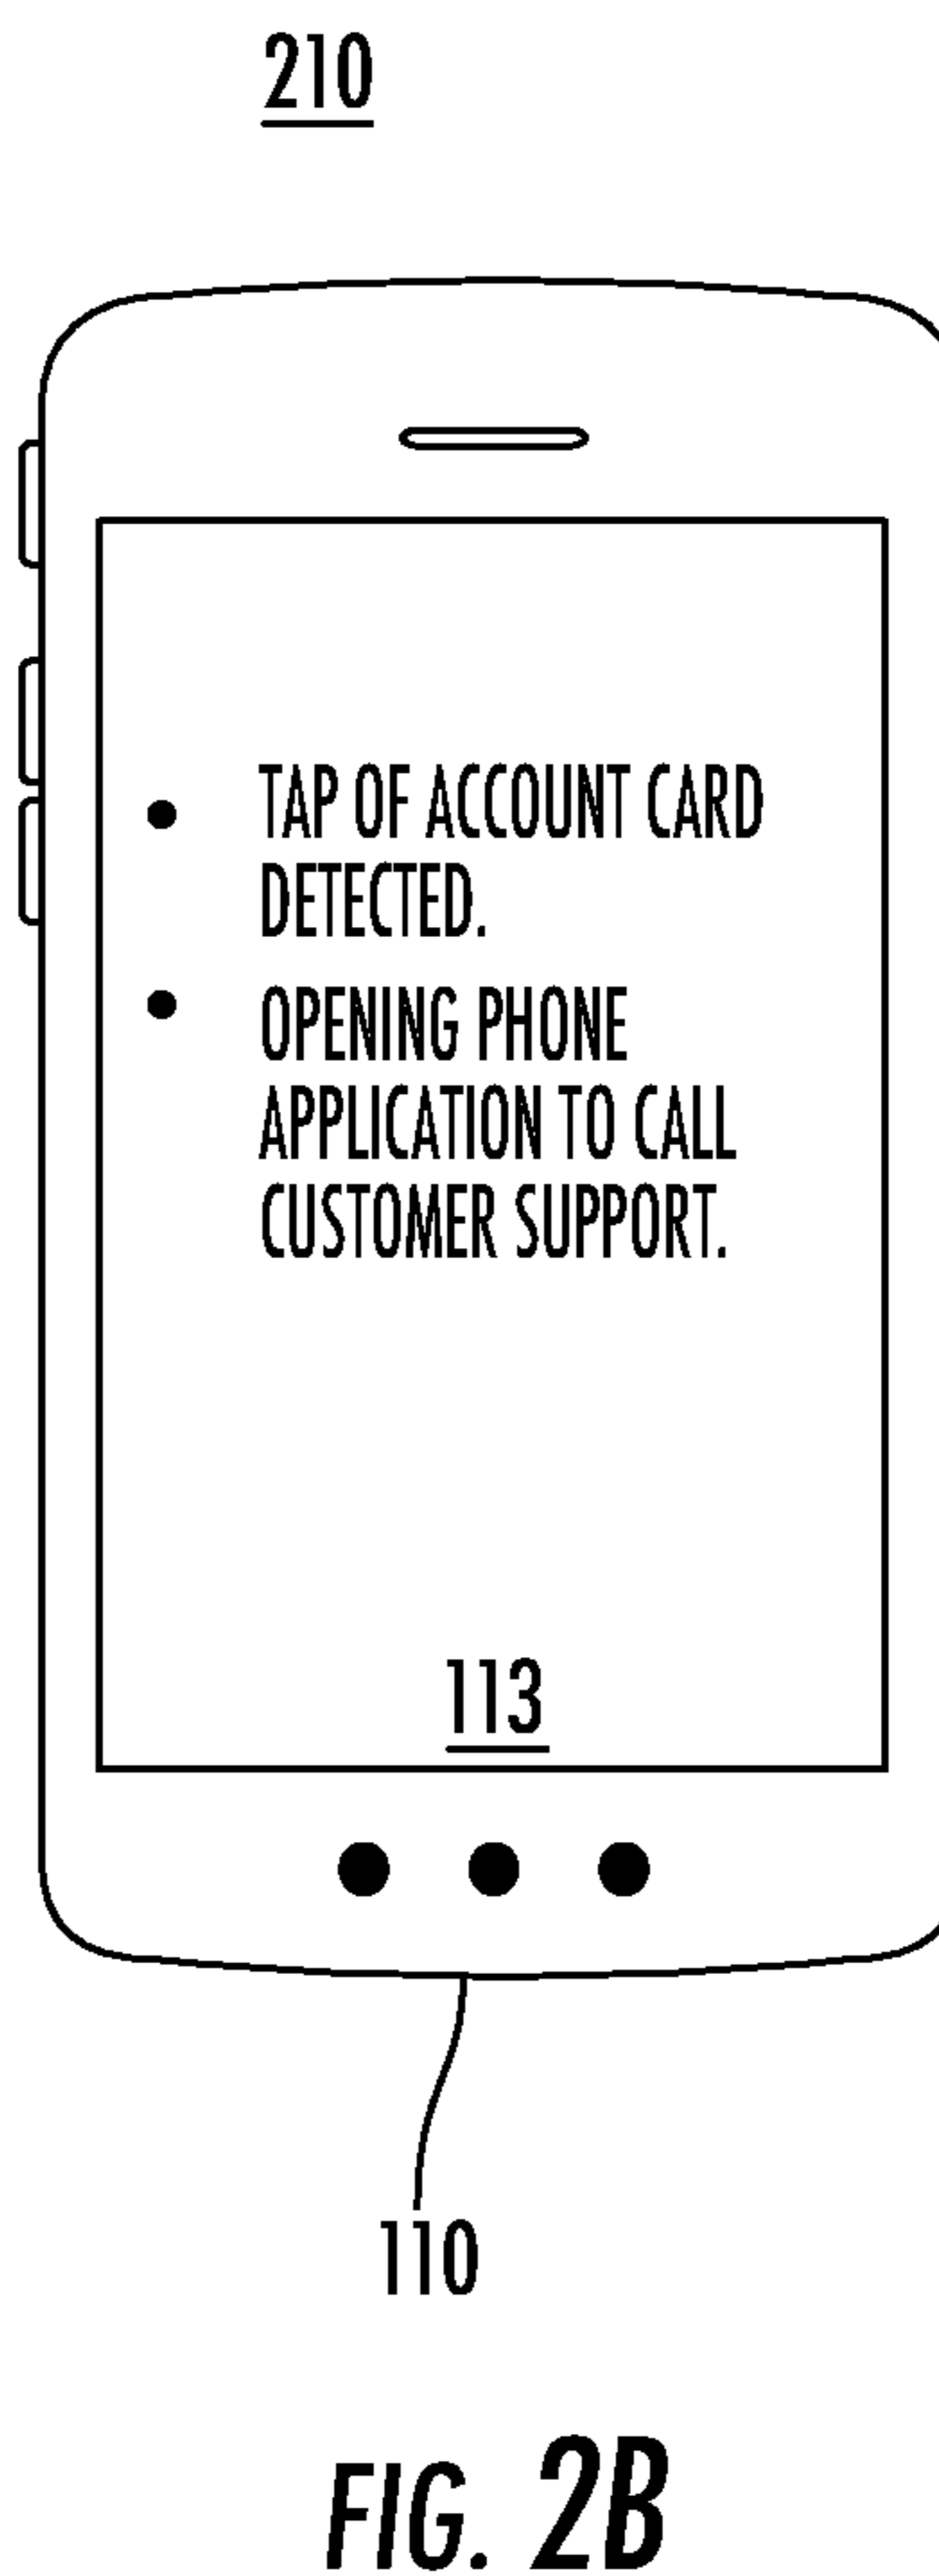 210
• TAP OF ACCOUNT CARD
DETECTED.
• OPENING PHONE
APPLICATION TO CALL
CUSTOMER SUPPORT.
113
110
FIG. 2B